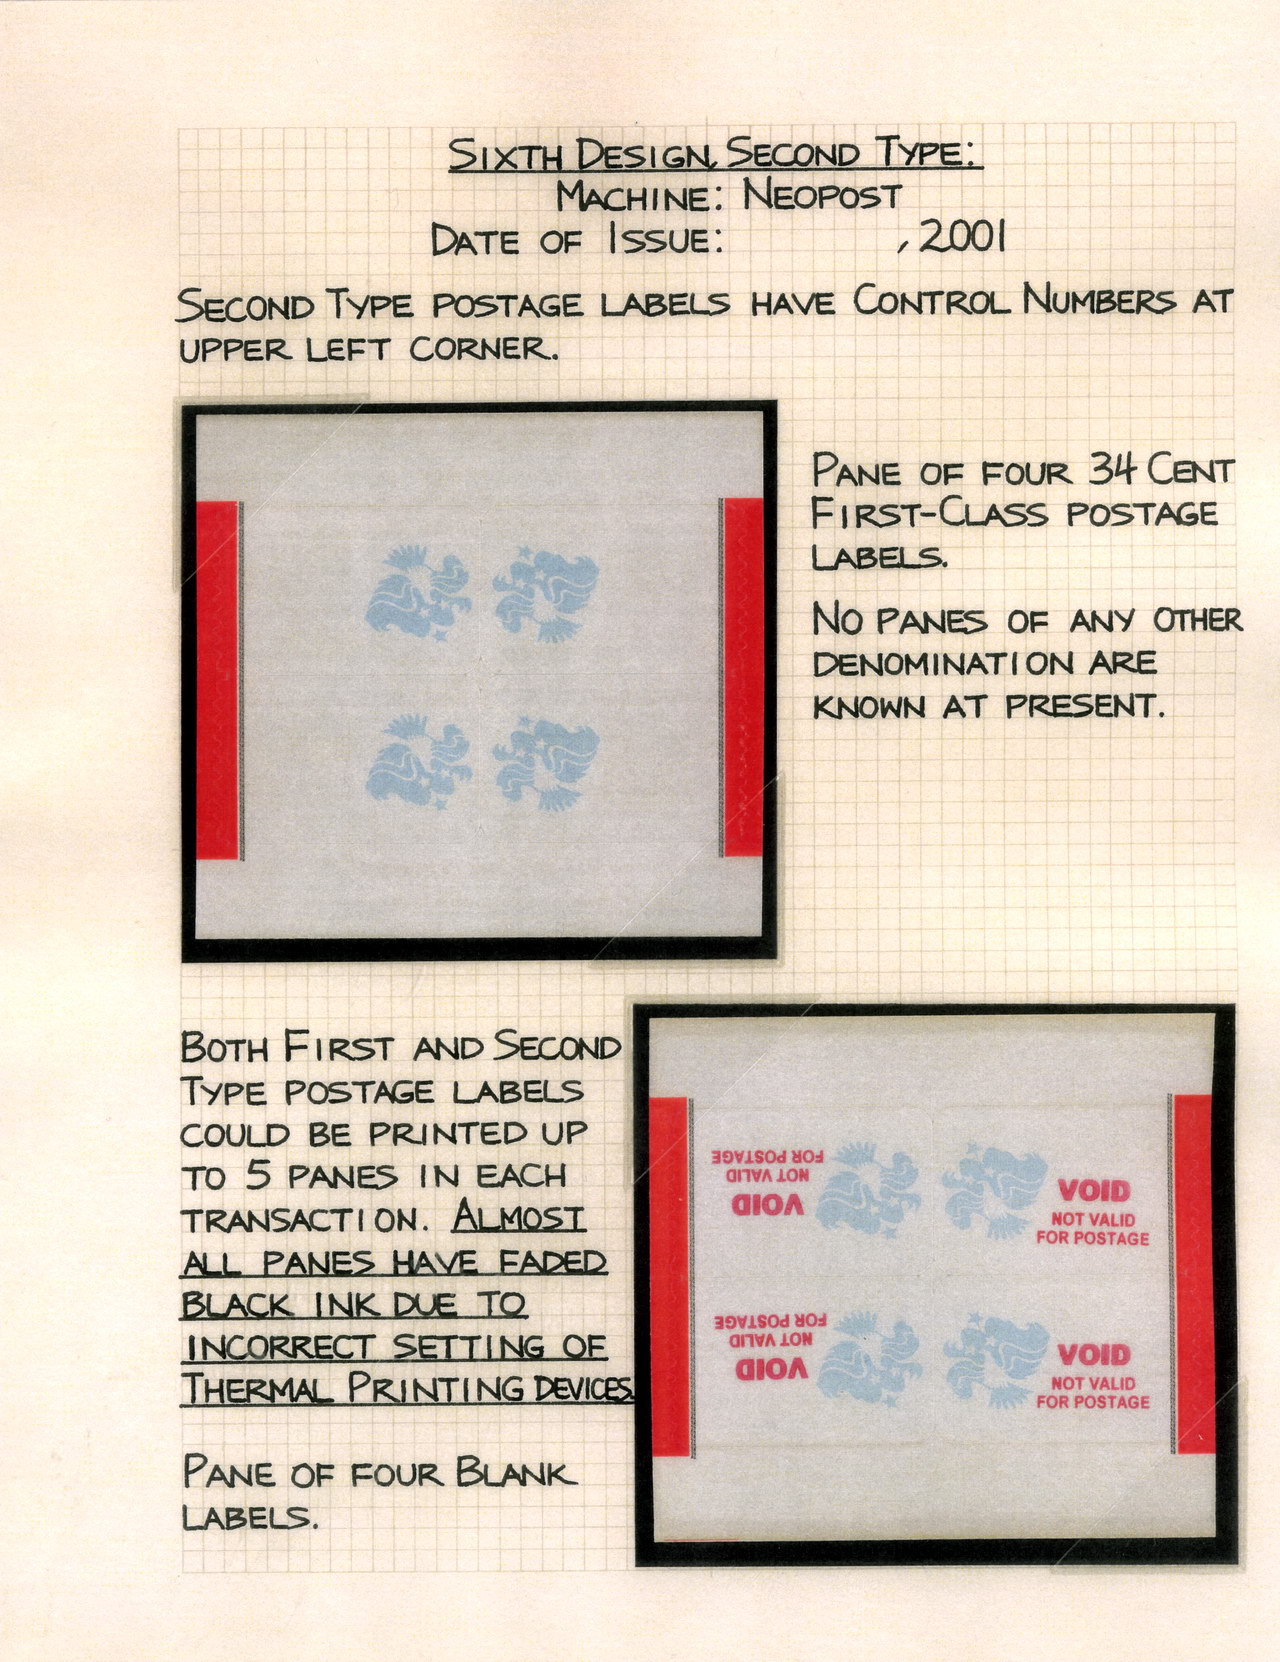 SIXTH DESIGN, SECOND TYPE:
MACHINE: NEOPOST
DATE OF ISSUE: , 2001
SECOND TYPE POSTAGE LABELS HAVE CONTROL NUMBERS AT
UPPER LEFT CORNER.
PANE OF FOUR 34 CENT
FIRST-CLASS POSTAGE
LABELS.
NO PANES OF ANY OTHER
DENOMINATION ARE
KNOWN AT PRESENT.
BOTH FIRST AND SECOND
TYPE POSTAGE LABELS
COULD BE PRINTED UP
TO 5 PANES IN EACH
TRANSACTION. ALMOST
ALL PANES HAVE FADED
BLACK INK DUE TO
INCORRECT SETTING OF
THERMAL PRINTING DEVICES.
PANE OF FOUR BLANK
LABELS.
VOID
NOT VALID
FOR POSTAGE
VOID
NOT VALID
FOR POSTAGE
VOID
NOT VALID
FOR POSTAGE
VOID
NOT VALID
FOR POSTAGE